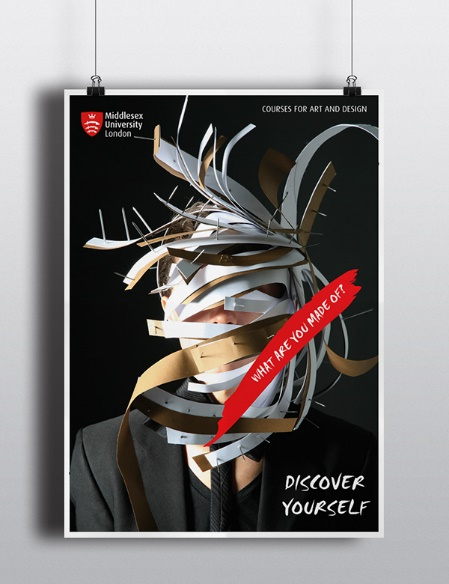 Middlesex
University
London
COURSES FOR ART AND DESIGN
WHAT ARE YOU MADE OF?
DISCOVER
YOURSELF